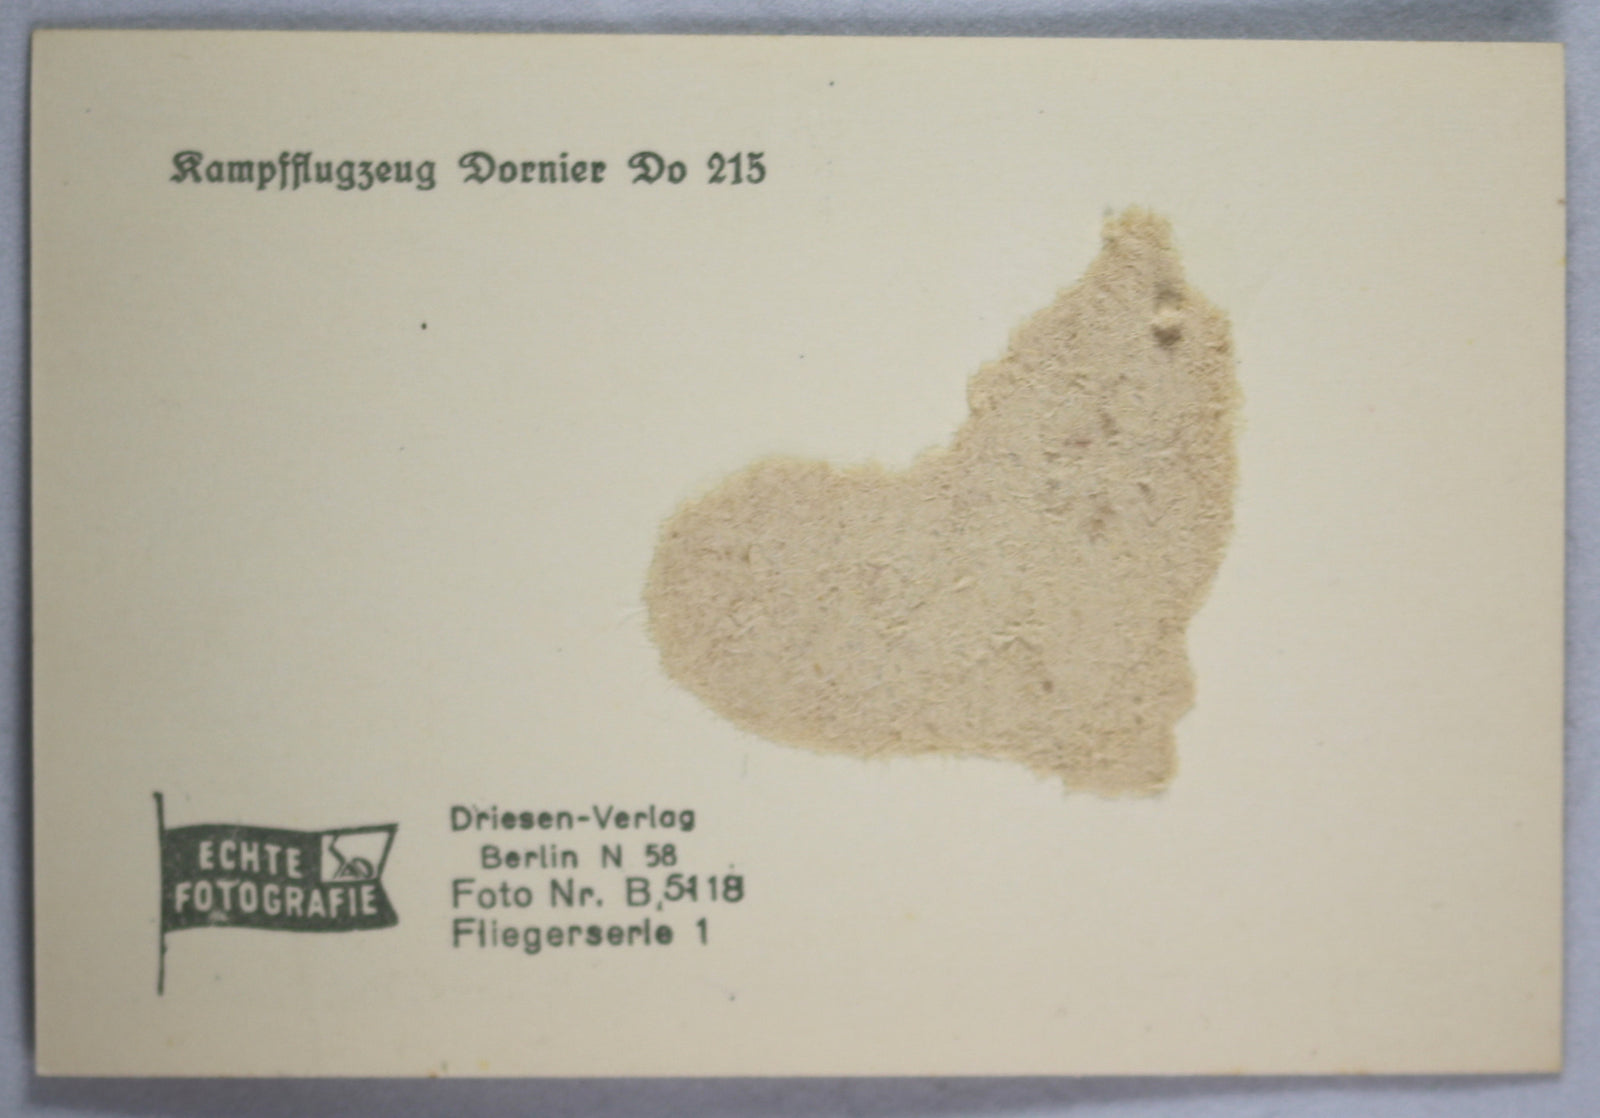 Kampfflugzeug Dornier Do 215
ECHTE
FOTOGRAFIE
Driesen-Verlag
Berlin N 58
Foto Nr. B, 5118
Fliegerserie 1